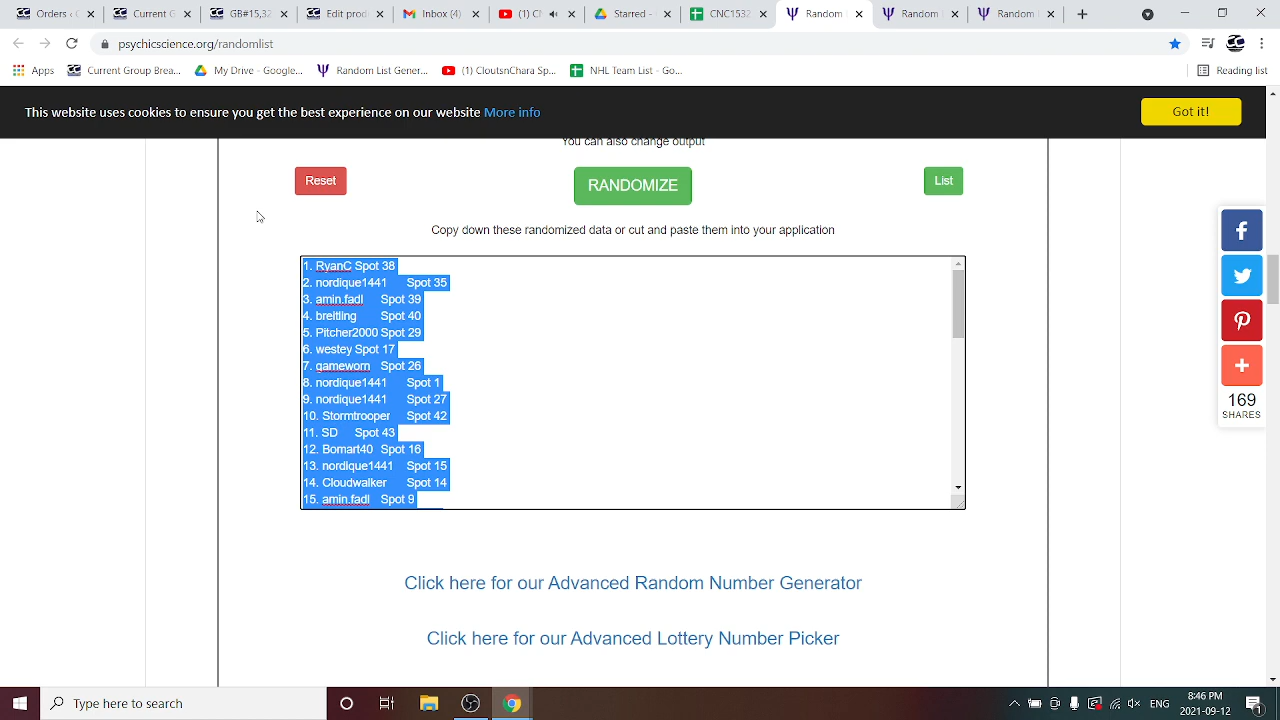 Orders
Current G
GB#15,32
Edit prod
Inbox (4)
(1) Cl
Starred
CNC1532
Random
Random
Random
psychicscience.org/randomlist
Apps
Current Group Brea...
My Drive - Google...
Random List Gener...
(1) CloutsnChara Sp...
NHL Team List - Go...
Reading list
This website uses cookies to ensure you get the best experience on our website More info
Got it!
You can also change output
Reset
RANDOMIZE
List
Copy down these randomized data or cut and paste them into your application
1. RyanC Spot 38
2. nordique1441 Spot 35
3. amin.fadl Spot 39
4. breitling Spot 40
5. Pitcher2000 Spot 29
6. westey Spot 17
7. gameworn Spot 26
8. nordique1441 Spot 1
9. nordique1441 Spot 27
10. Stormtrooper Spot 42
11. SD Spot 43
12. Bomart40 Spot 16
13. nordique1441 Spot 15
14. Cloudwalker Spot 14
15. amin.fadl Spot 9
169
SHARES
Click here for our Advanced Random Number Generator
Click here for our Advanced Lottery Number Picker
Type here to search
ENG
8:46 PM
2021-09-12
1